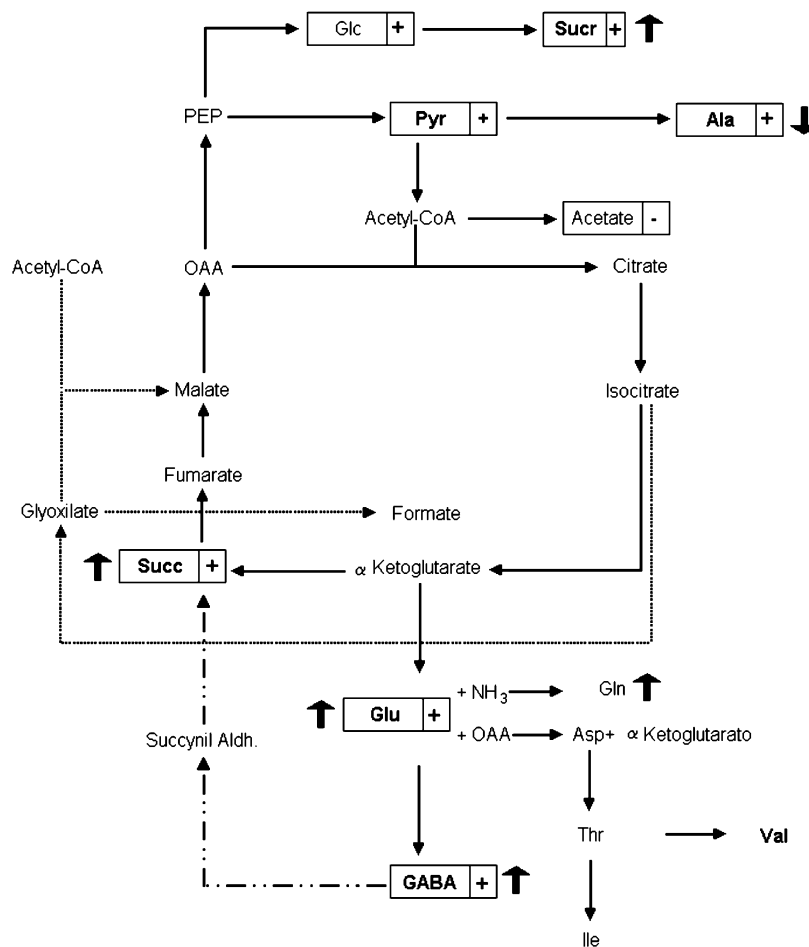 Glc + Sucr +
PEP Pyr + Ala +
Acetyl-CoA Acetate -
Acetyl-CoA OAA Citrate
Malate Isocitrate
Fumarate
Glyoxilate Formate
Succ + α Ketoglutarate
+ NH3 Gln
Glu +
Succynil Aldh. + OAA Asp+ α Ketoglutarato
Thr Val
GABA +
Ile